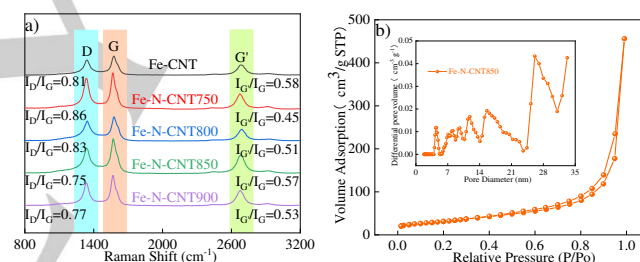 a)
D
G
G'
Fe-CNT
I_D/I_G=0.81
I_G'/I_G=0.58
Fe-N-CNT750
I_D/I_G=0.86
I_G'/I_G=0.45
Fe-N-CNT800
I_D/I_G=0.83
I_G'/I_G=0.51
Fe-N-CNT850
I_D/I_G=0.75
I_G'/I_G=0.57
Fe-N-CNT900
I_D/I_G=0.77
I_G'/I_G=0.53
800 1400 2000 2600 3200
Raman Shift (cm⁻¹)
b)
Volume Adsorption( cm³/g STP)
500
400
300
200
100
0
0.0 0.2 0.4 0.6 0.8 1.0
Relative Pressure (P/Po)
Differential pore volume( cm³ g⁻¹)
0.05
0.04
0.03
0.02
0.01
0.00
Fe-N-CNT850
0 7 14 21 28 35
Pore Diameter (nm)